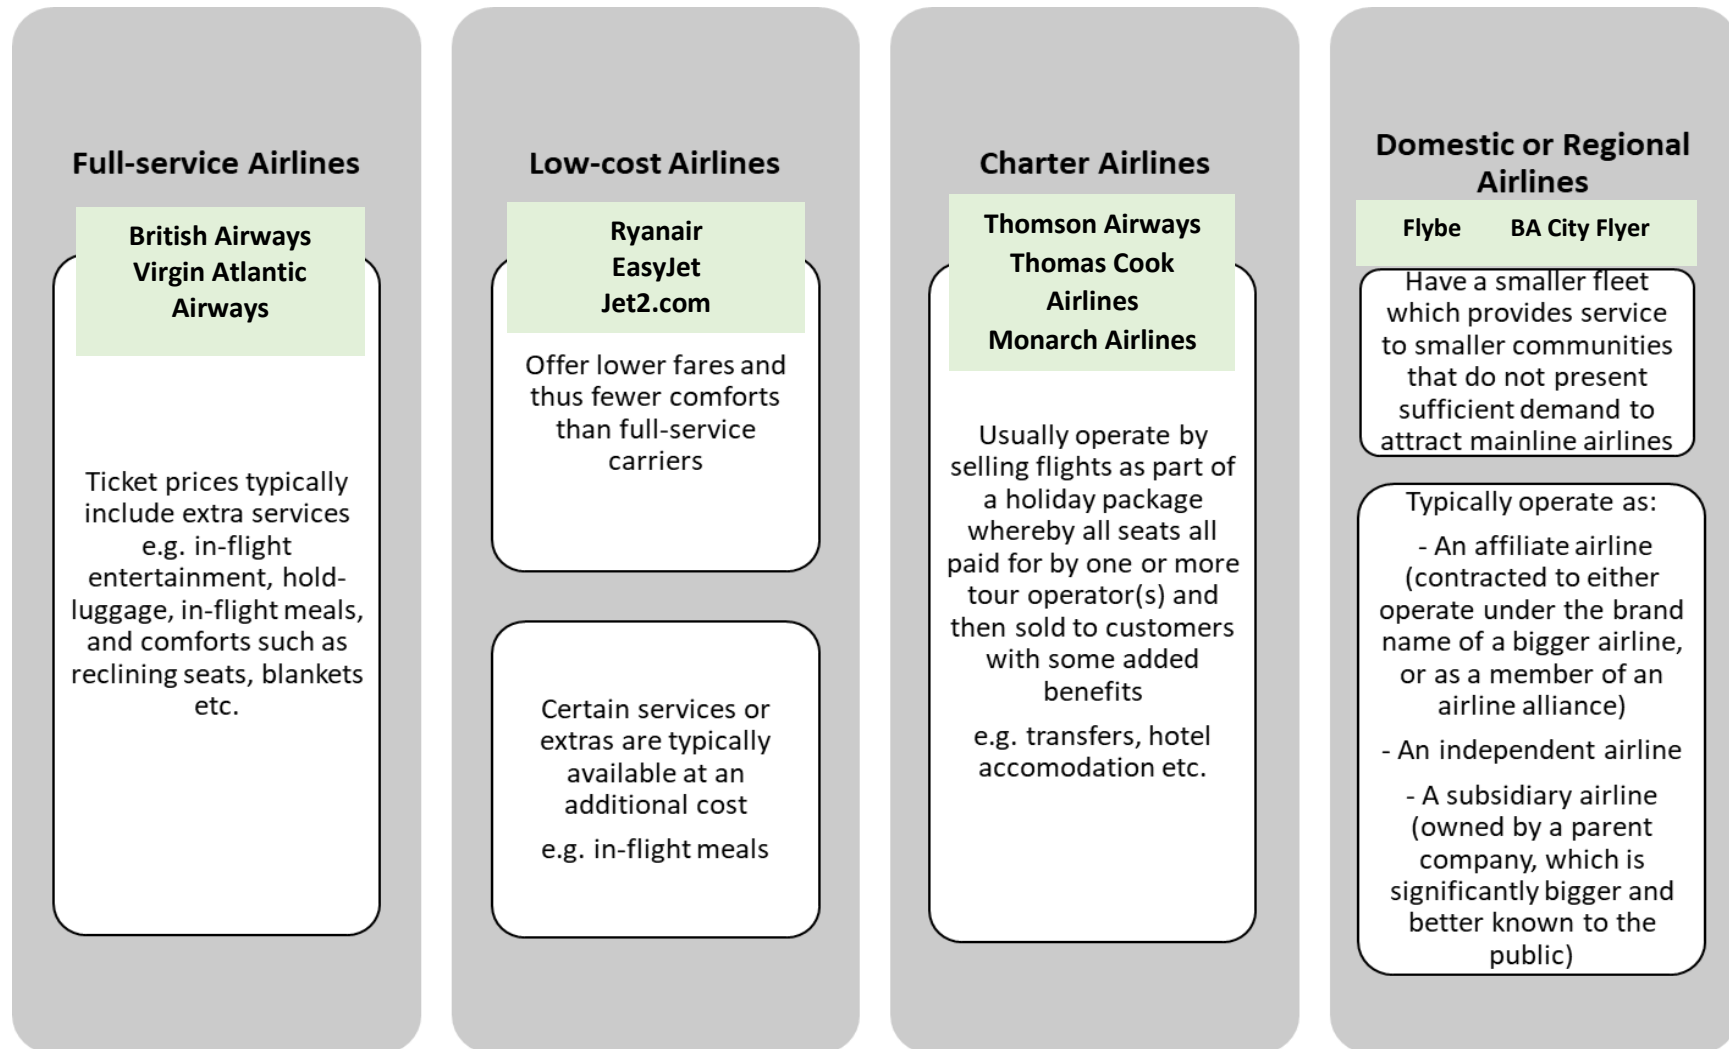 Full-service Airlines
British Airways
Virgin Atlantic
Airways
Ticket prices typically
include extra services
e.g. in-flight
entertainment, hold-
luggage, in-flight meals,
and comforts such as
reclining seats, blankets
etc.
Low-cost Airlines
Ryanair
EasyJet
Jet2.com
Offer lower fares and
thus fewer comforts
than full-service
carriers
Certain services or
extras are typically
available at an
additional cost
e.g. in-flight meals
Charter Airlines
Thomson Airways
Thomas Cook
Airlines
Monarch Airlines
Usually operate by
selling flights as part of
a holiday package
whereby all seats all
paid for by one or more
tour operator(s) and
then sold to customers
with some added
benefits
e.g. transfers, hotel
accomodation etc.
Domestic or Regional
Airlines
Flybe BA City Flyer
Have a smaller fleet
which provides service
to smaller communities
that do not present
sufficient demand to
attract mainline airlines
Typically operate as:
- An affiliate airline
(contracted to either
operate under the brand
name of a bigger airline,
or as a member of an
airline alliance)
- An independent airline
- A subsidiary airline
(owned by a parent
company, which is
significantly bigger and
better known to the
public)